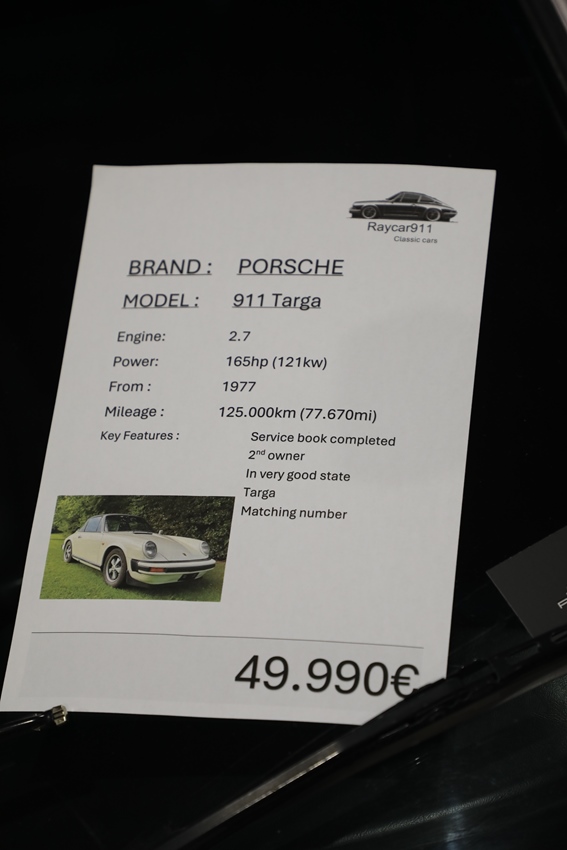 Raycar911
Classic cars
BRAND : PORSCHE
MODEL : 911 Targa
Engine: 2.7
Power: 165hp (121kw)
From : 1977
Mileage : 125.000km (77.670mi)
Key Features : Service book completed
2nd owner
In very good state
Targa
Matching number
49.990€